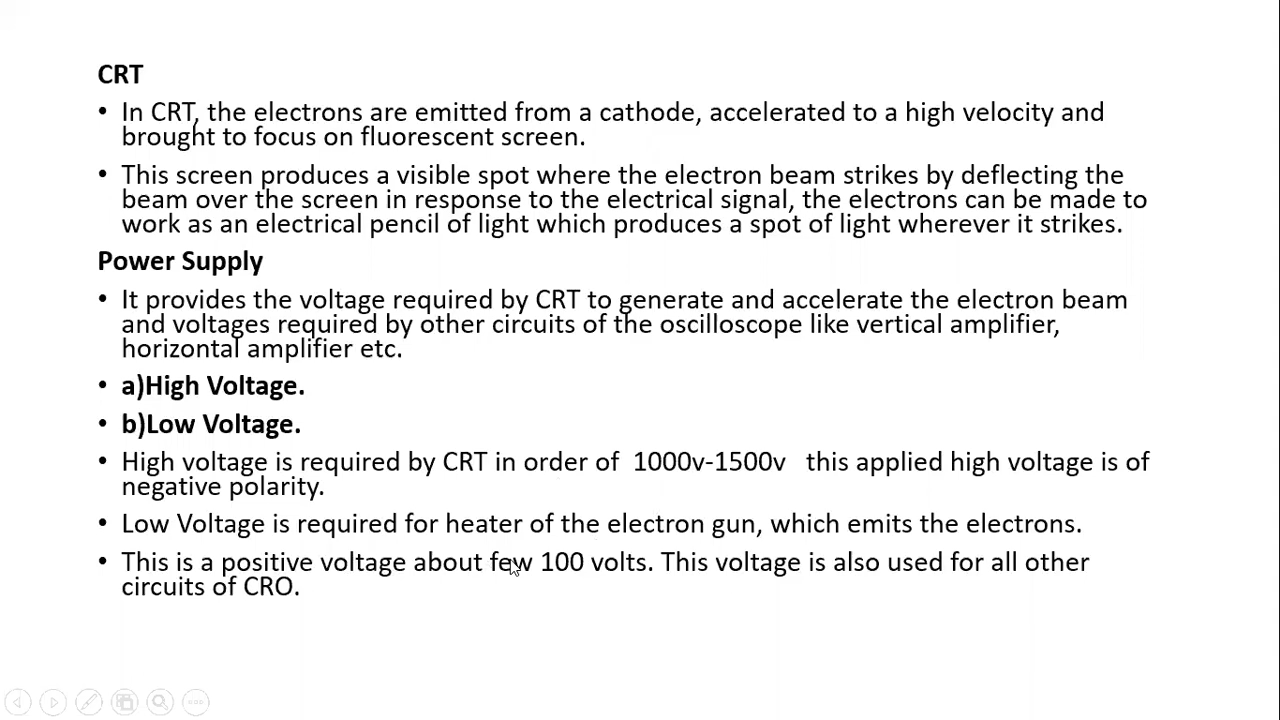 CRT
• In CRT, the electrons are emitted from a cathode, accelerated to a high velocity and
brought to focus on fluorescent screen.
• This screen produces a visible spot where the electron beam strikes by deflecting the
beam over the screen in response to the electrical signal, the electrons can be made to
work as an electrical pencil of light which produces a spot of light wherever it strikes.
Power Supply
• It provides the voltage required by CRT to generate and accelerate the electron beam
and voltages required by other circuits of the oscilloscope like vertical amplifier,
horizontal amplifier etc.
• a)High Voltage.
• b)Low Voltage.
• High voltage is required by CRT in order of 1000v-1500v this applied high voltage is of
negative polarity.
• Low Voltage is required for heater of the electron gun, which emits the electrons.
• This is a positive voltage about few 100 volts. This voltage is also used for all other
circuits of CRO.